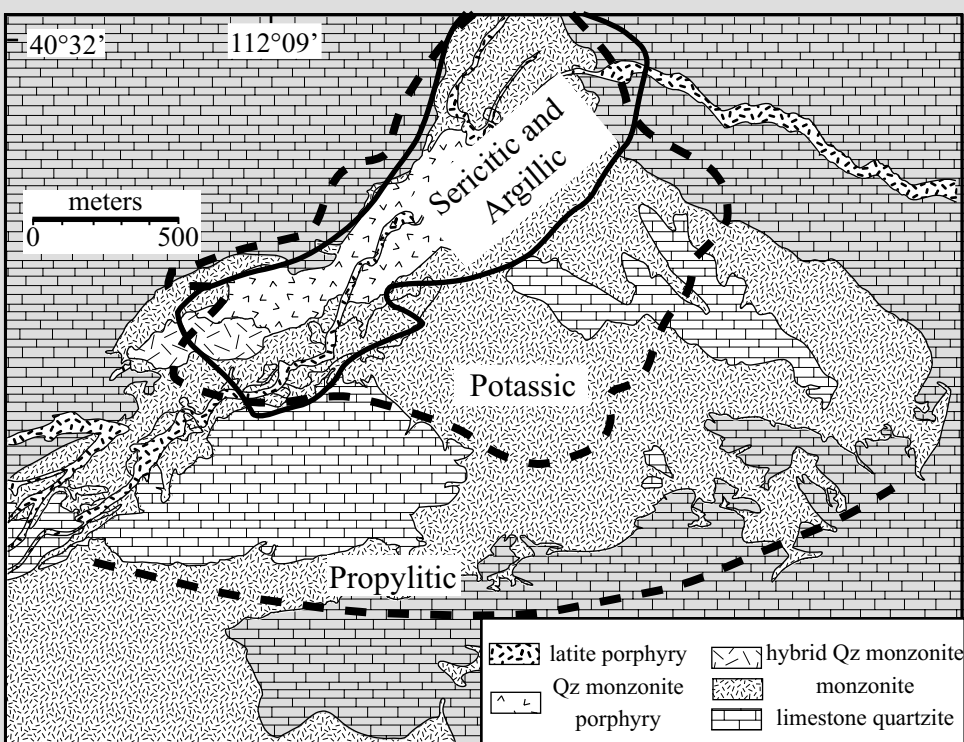 40°32’
112°09’
meters
0 500
Sericitic and
Argillic
Potassic
Propylitic
latite porphyry
Qz monzonite
porphyry
hybrid Qz monzonite
monzonite
limestone quartzite